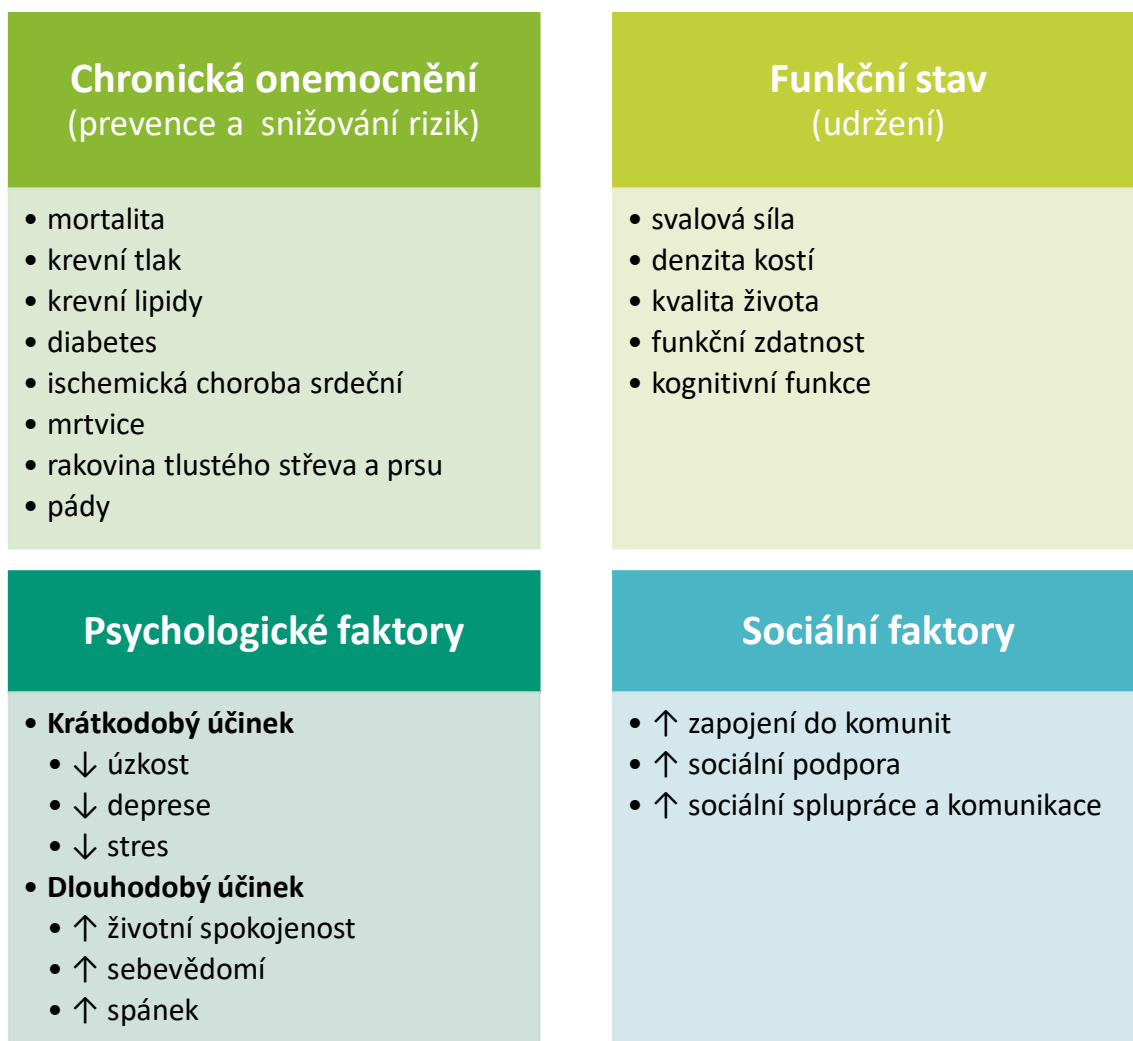 Chronická onemocnění
(prevence a snižování rizik)
• mortalita
• krevní tlak
• krevní lipidy
• diabetes
• ischemická choroba srdeční
• mrtvice
• rakovina tlustého střeva a prsu
• pády
Funkční stav
(udržení)
• svalová síla
• denzita kostí
• kvalita života
• funkční zdatnost
• kognitivní funkce
Psychologické faktory
• Krátkodobý účinek
• ↓ úzkost
• ↓ deprese
• ↓ stres
• Dlouhodobý účinek
• ↑ životní spokojenost
• ↑ sebevědomí
• ↑ spánek
Sociální faktory
• ↑ zapojení do komunit
• ↑ sociální podpora
• ↑ sociální splupráce a komunikace